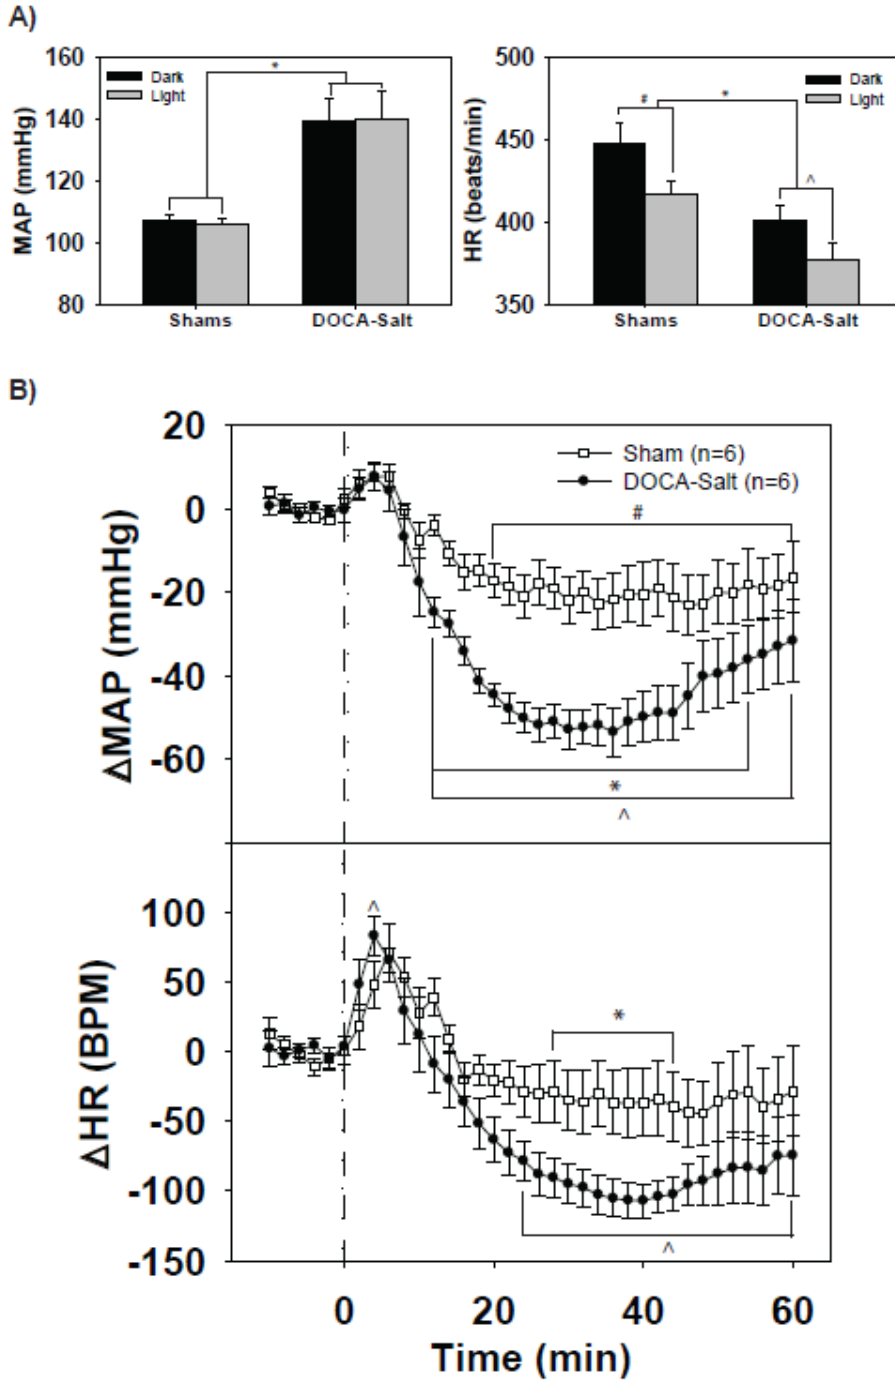 A)
160
140
120
100
80
MAP (mmHg)
Dark
Light
*
Shams
DOCA-Salt
500
450
400
350
HR (beats/min)
Dark
Light
#
*
^
Shams
DOCA-Salt
B)
20
0
-20
-40
-60
ΔMAP (mmHg)
Sham (n=6)
DOCA-Salt (n=6)
#
*
^
100
50
0
-50
-100
-150
ΔHR (BPM)
^
*
^
0 20 40 60
Time (min)